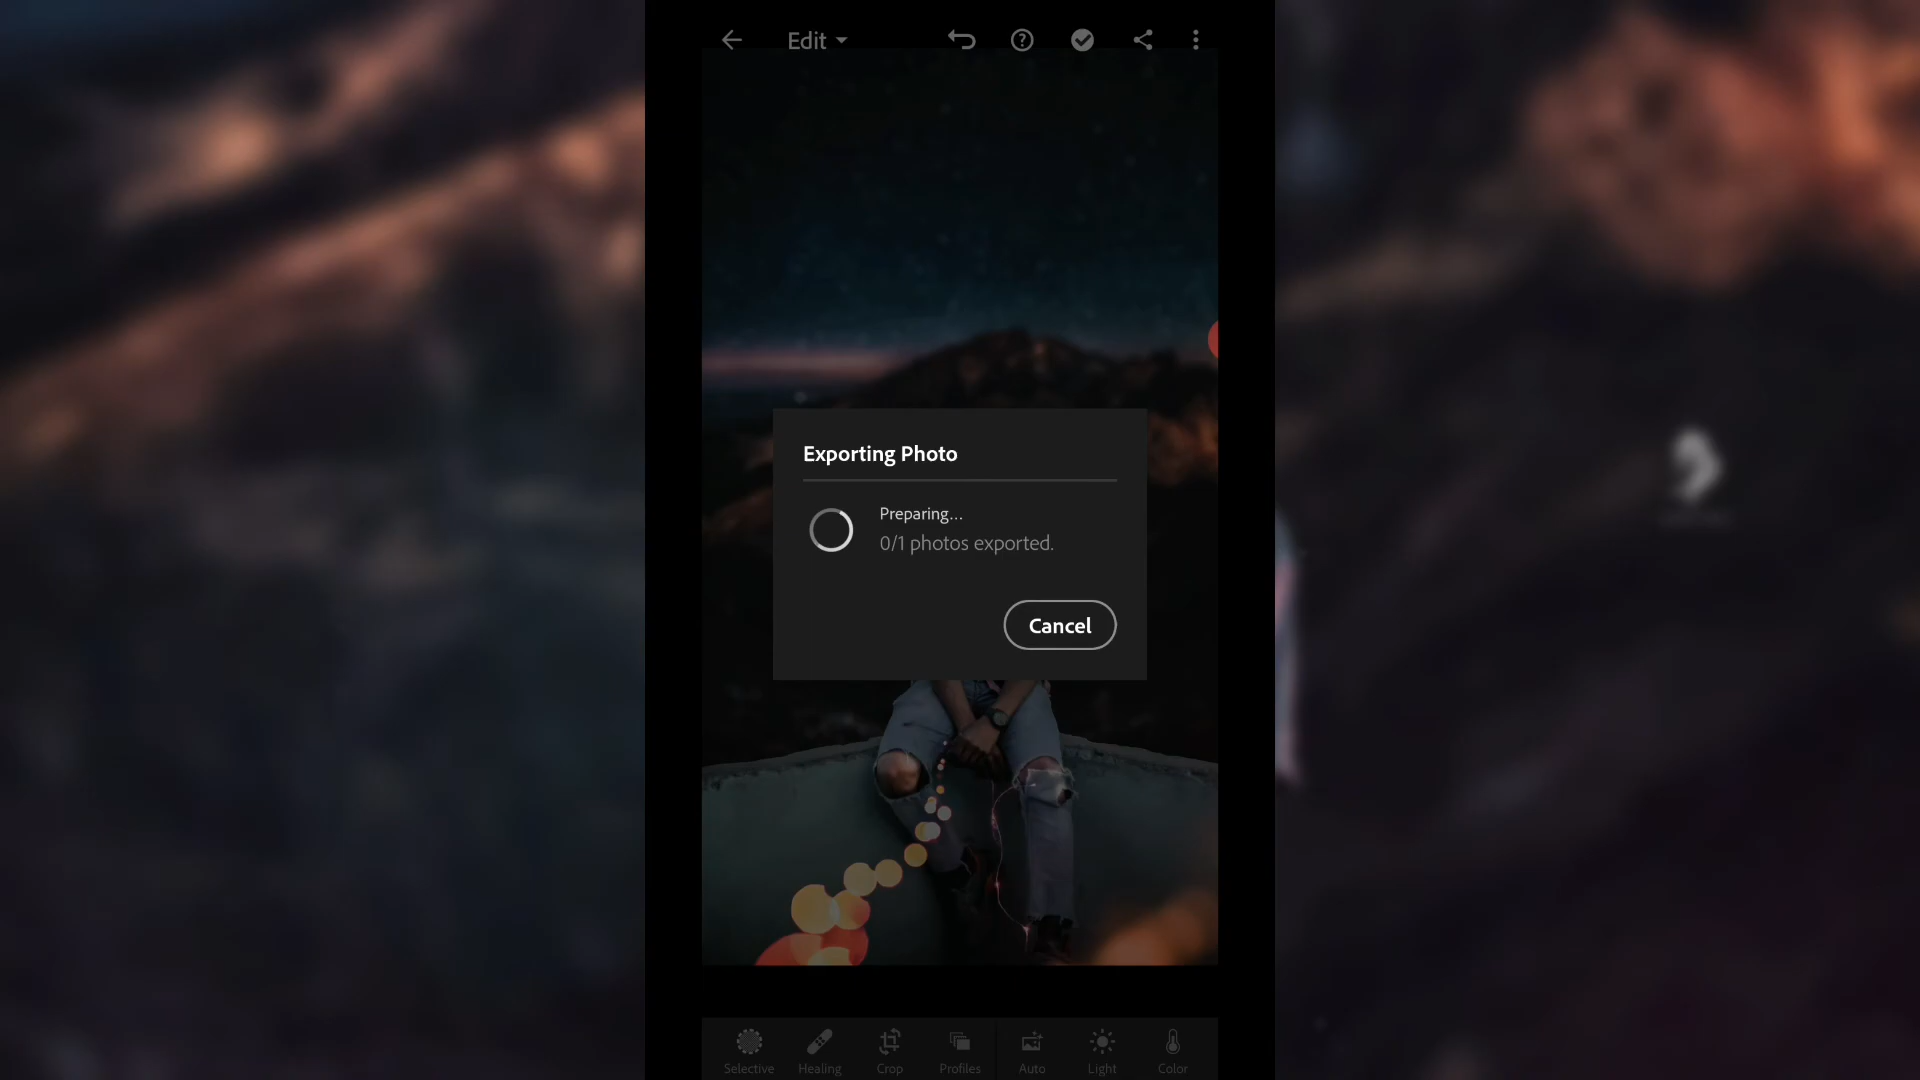 Edit
Exporting Photo
Preparing...
0/1 photos exported.
Cancel
Selective Healing Crop Profiles Auto Light Color